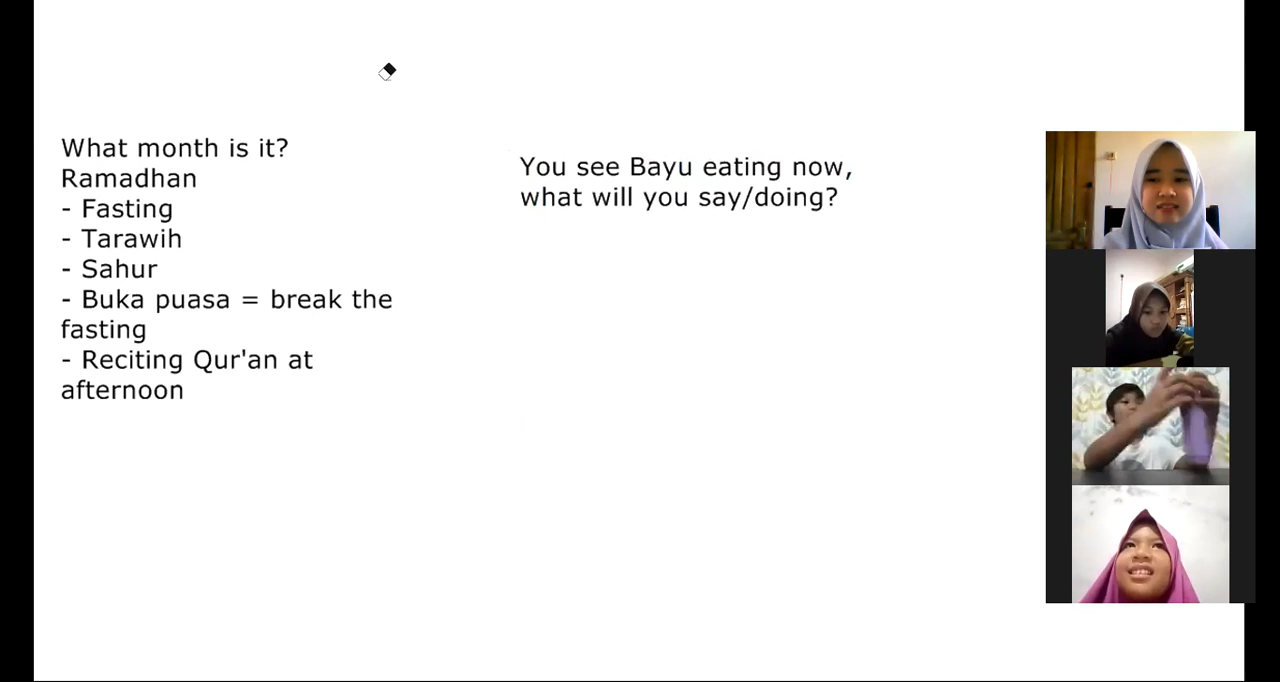 What month is it?
Ramadhan
- Fasting
- Tarawih
- Sahur
- Buka puasa = break the
fasting
- Reciting Qur'an at
afternoon
You see Bayu eating now,
what will you say/doing?